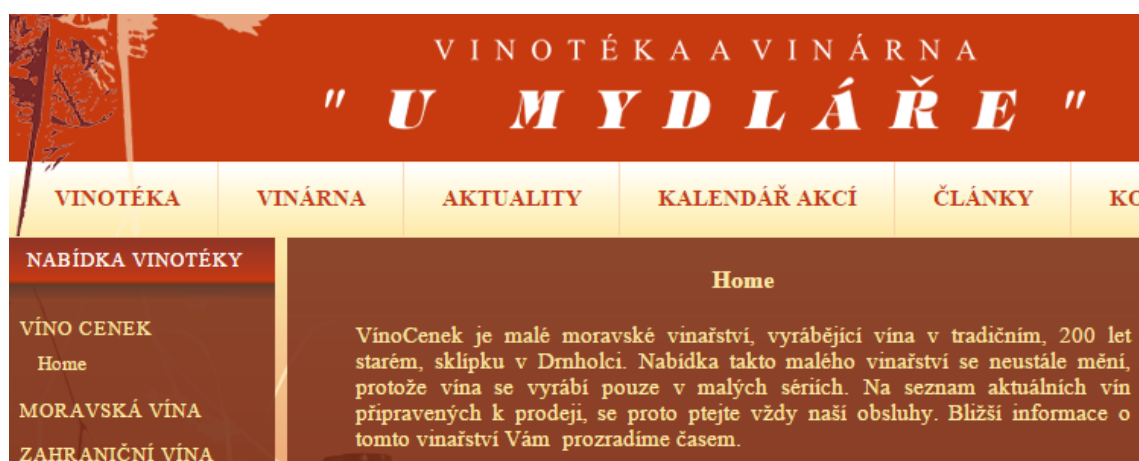 VINOTÉKA A VINÁRNA
" U MYDLÁŘE "
VINOTÉKA VINÁRNA AKTUALITY KALENDÁŘ AKCÍ ČLÁNKY
NABÍDKA VINOTÉKY
VÍNO CENEK
Home
MORAVSKÁ VÍNA
ZAHRANIČNÍ VÍNA
Home
VínoCenek je malé moravské vinařství, vyrábějící vína v tradičním, 200 let
starém, sklípku v Drnholci. Nabídka takto malého vinařství se neustále mění,
protože vína se vyrábí pouze v malých sériích. Na seznam aktuálních vín
připravených k prodeji, se proto ptejte vždy naší obsluhy. Bližší informace o
tomto vinařství Vám prozradíme časem.